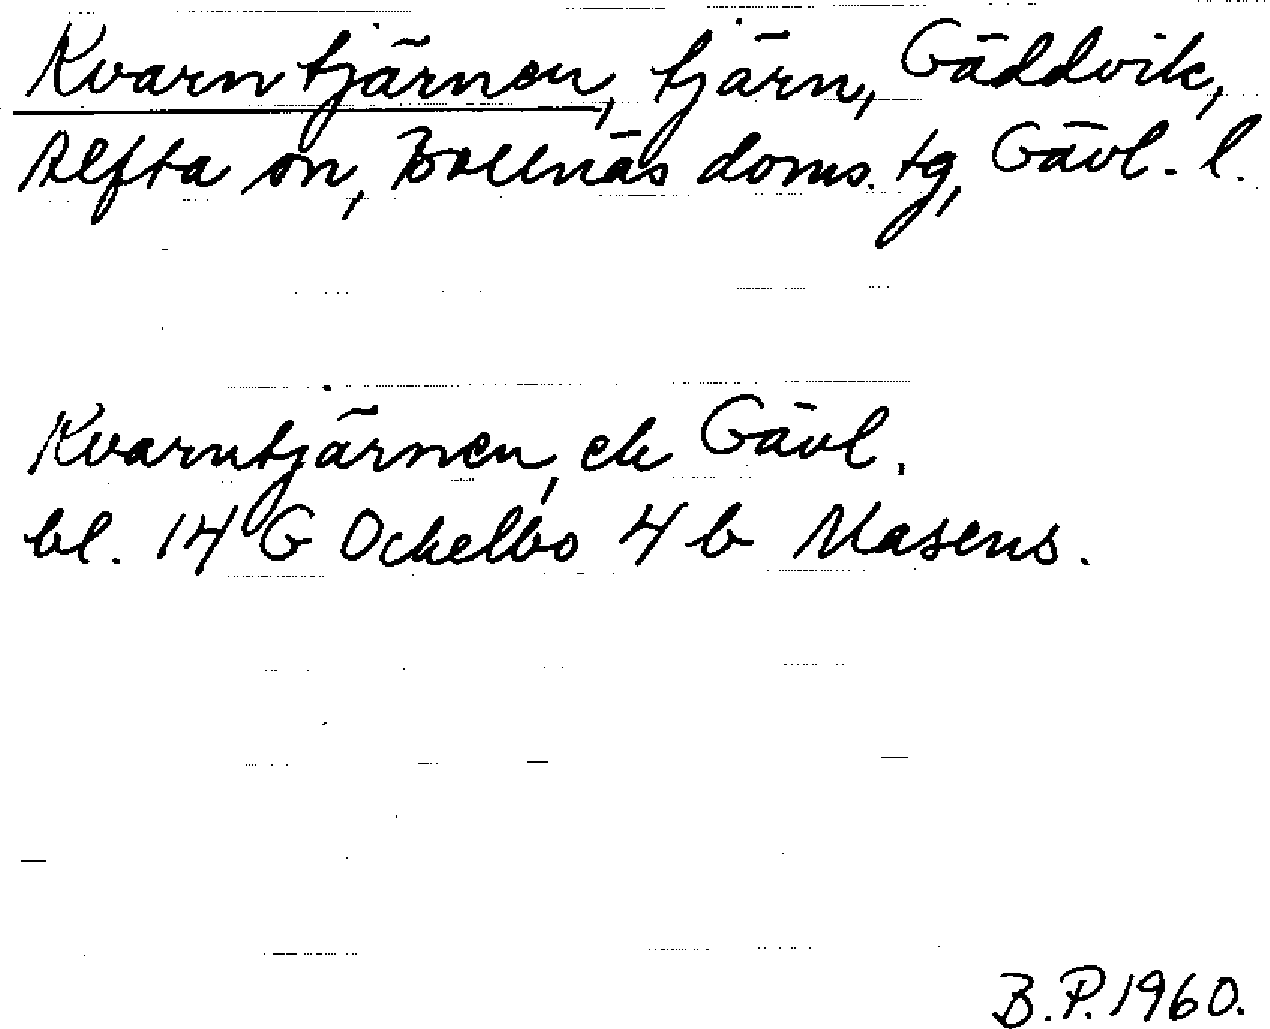 Kvarntjärnen, tjärn, Gäddvik,
Alfta sn, Bollnäs doms. tg, Gävl. l.
Kvarntjärnen, ek Gävl.
bl. 14 G Ockelbo 4 b Masens.
B.P. 1960.